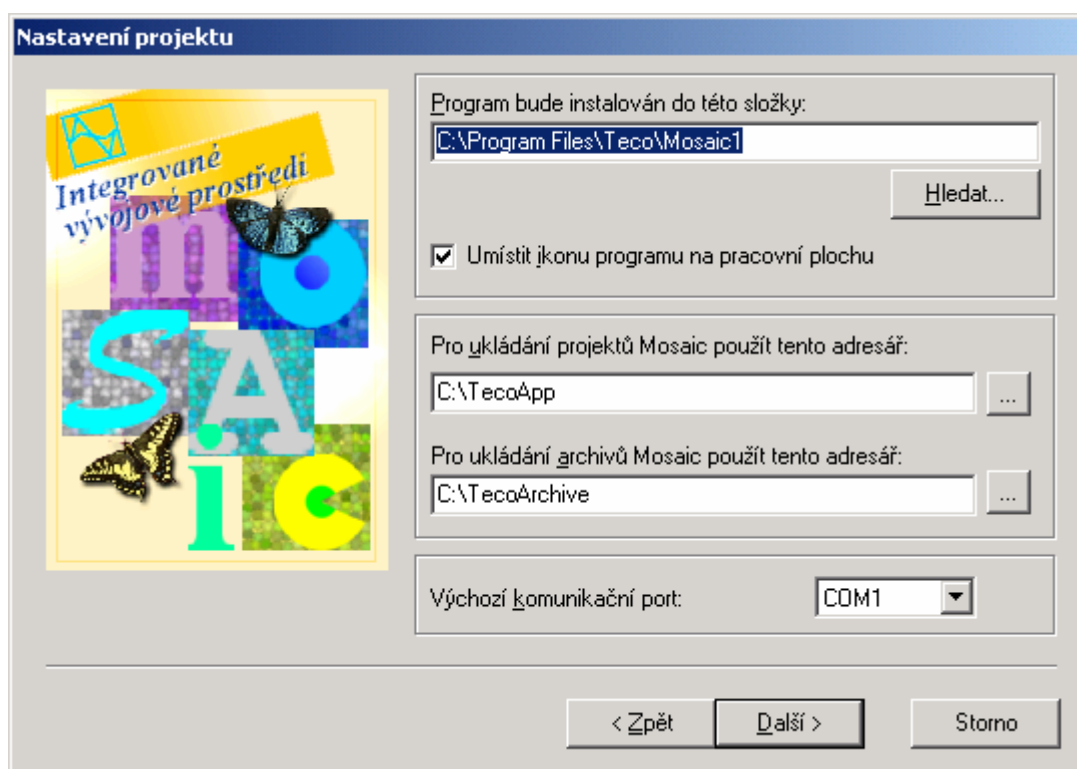 Nastavení projektu
Integrované
vývojové prostředí
mosAic
Program bude instalován do této složky:
C:\Program Files\Teco\Mosaic1
Hledat...
Umístit ikonu programu na pracovní plochu
Pro ukládání projektů Mosaic použít tento adresář:
C:\TecoApp
...
Pro ukládání archivů Mosaic použít tento adresář:
C:\TecoArchive
...
Výchozí komunikační port:
COM1
< Zpět
Další >
Storno